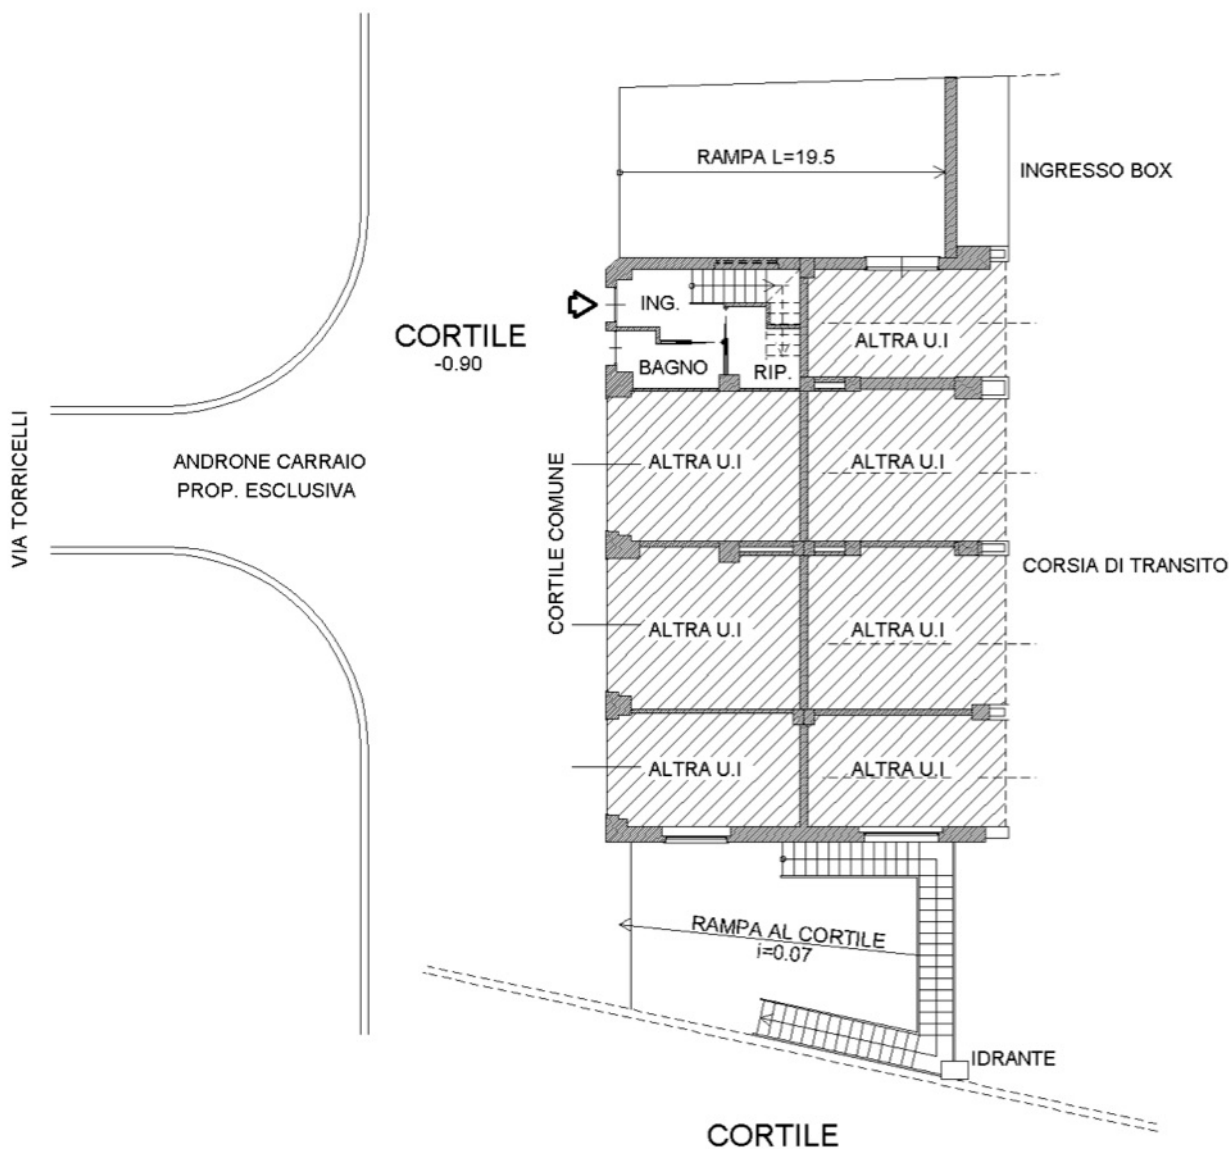 RAMPA L=19.5
INGRESSO BOX
ING.
CORTILE
-0.90
ALTRA U.I
BAGNO
RIP.
VIA TORRICELLI
ANDRONE CARRAIO
PROP. ESCLUSIVA
CORTILE COMUNE
ALTRA U.I
ALTRA U.I
CORSIA DI TRANSITO
ALTRA U.I
ALTRA U.I
ALTRA U.I
ALTRA U.I
RAMPA AL CORTILE
i=0.07
IDRANTE
CORTILE